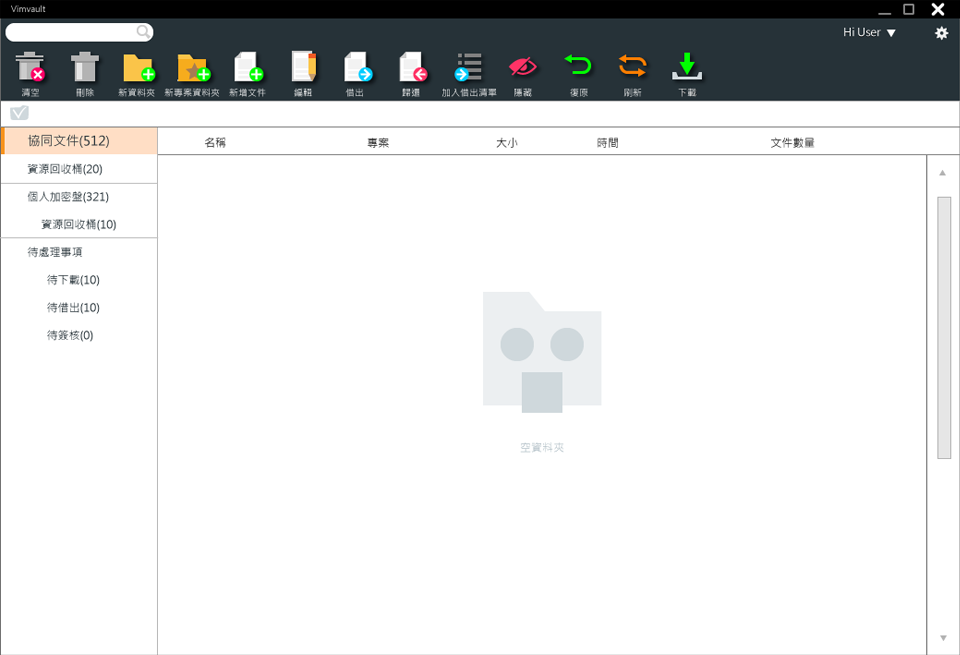 Vimvault
Hi User ▼
清空 刪除 新資料夾 新專案資料夾 新增文件 編輯 借出 歸還 加入借出清單 隱藏 復原 刷新 下載
協同文件(512)
名稱 專案 大小 時間 文件數量
資源回收桶(20)
個人加密盤(321)
資源回收桶(10)
待處理事項
待下載(10)
待借出(10)
待簽核(0)
空資料夾